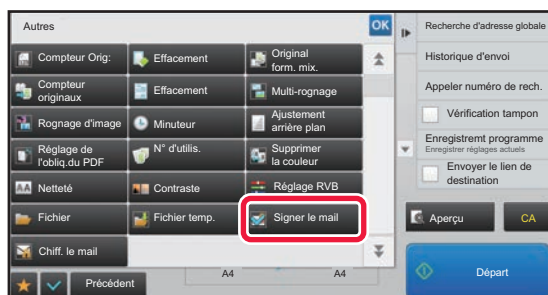 Autres
OK
Compteur Orig:
Effacement
Original
form. mix.
Compteur
originaux
Effacement
Multi-rognage
Rognage d'image
Minuteur
Ajustement
arrière plan
Réglage de
l'obliq.du PDF
N° d'utilis.
Supprimer
la couleur
AA
Netteté
Contraste
Réglage RVB
Fichier
Fichier temp.
Signer le mail
Chiff. le mail
Précédent
A4
A4
Recherche d'adresse globale
Historique d'envoi
Appeler numéro de rech.
Vérification tampon
Enregistremt programme
Enregistrer réglages actuels
Envoyer le lien de
destination
Aperçu
CA
Départ